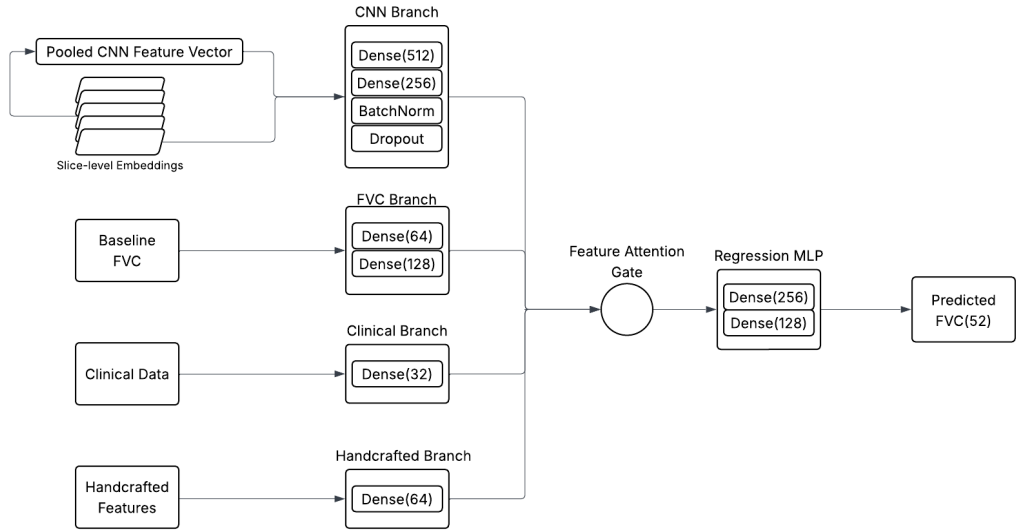 CNN Branch
Pooled CNN Feature Vector
Dense(512)
Dense(256)
BatchNorm
Dropout
Slice-level Embeddings
FVC Branch
Baseline
FVC
Dense(64)
Dense(128)
Feature Attention
Gate
Regression MLP
Dense(256)
Dense(128)
Predicted
FVC(52)
Clinical Branch
Clinical Data
Dense(32)
Handcrafted Branch
Handcrafted
Features
Dense(64)